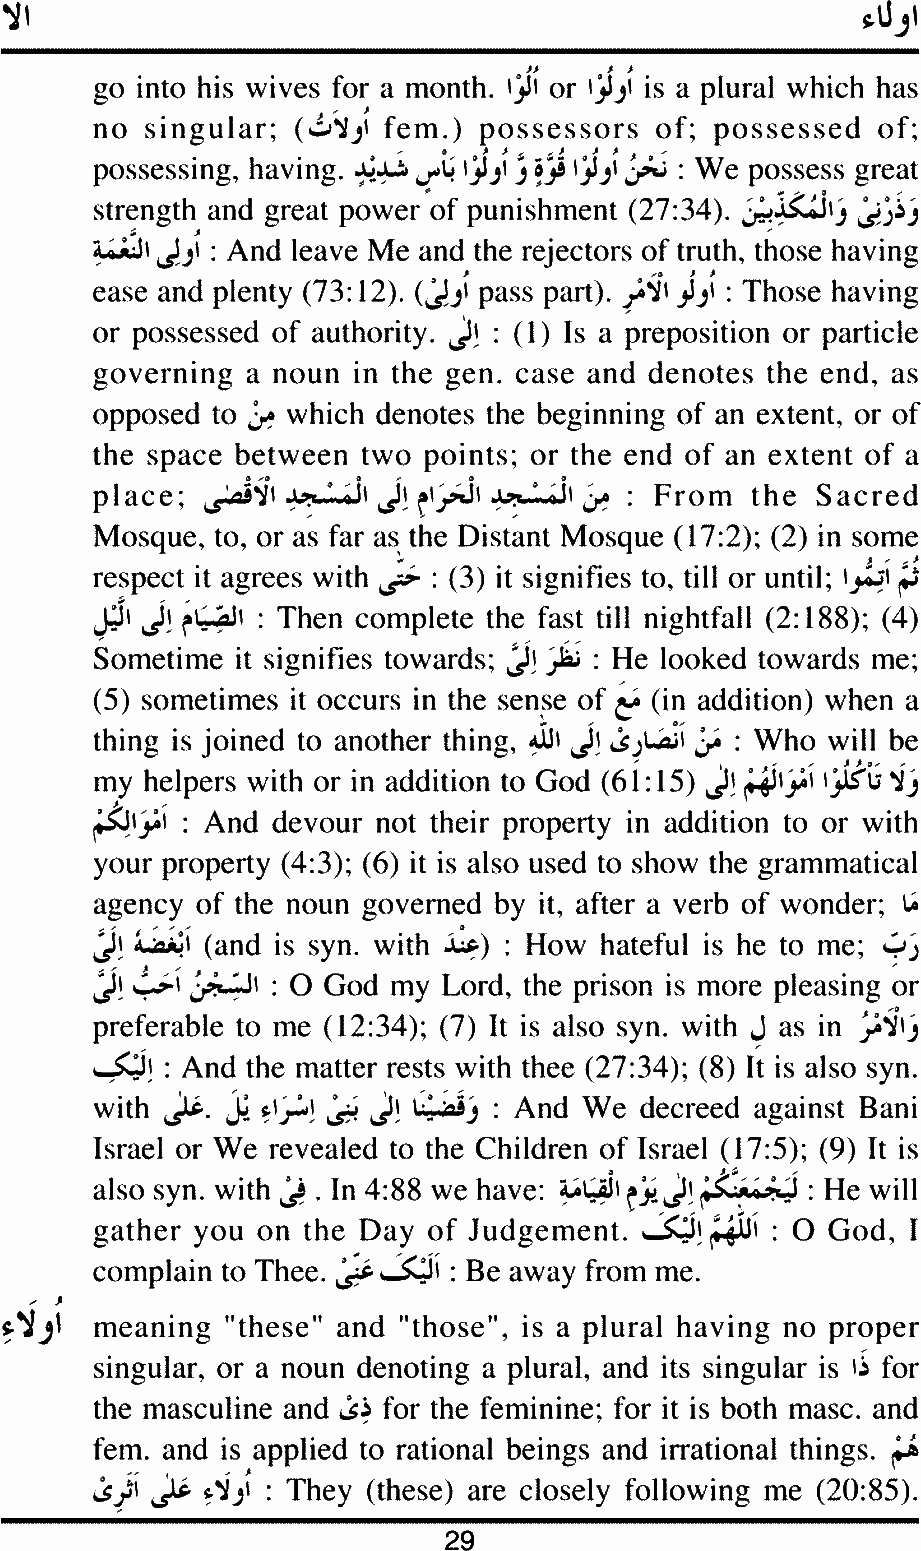 الا اولاء
go into his wives for a month. اُلُوْا or اُولُوْا is a plural which has
no singular; (اُولَاتُ fem.) possessors of; possessed of;
possessing, having. نَحْنُ اُولُوْا قُوَّةٍ وَّ اُولُوْا بَأْسٍ شَدِيْدٍ : We possess great
strength and great power of punishment (27:34). وَذَرْنِىْ وَالْمُكَذِّبِيْنَ
اُولِى النَّعْمَةِ : And leave Me and the rejectors of truth, those having
ease and plenty (73:12). (اُولِىْ pass part). اُولُو الْاَمْرِ : Those having
or possessed of authority. اِلٰى : (1) Is a preposition or particle
governing a noun in the gen. case and denotes the end, as
opposed to مِنْ which denotes the beginning of an extent, or of
the space between two points; or the end of an extent of a
place; مِنَ الْمَسْجِدِ الْحَرَامِ اِلَى الْمَسْجِدِ الْاَقْصٰى : From the Sacred
Mosque, to, or as far as the Distant Mosque (17:2); (2) in some
respect it agrees with حَتّٰى : (3) it signifies to, till or until; ثُمَّ اَتِمُّوا
الصِّيَامَ اِلَى الَّيْلِ : Then complete the fast till nightfall (2:188); (4)
Sometime it signifies towards; نَظَرَ اِلَىَّ : He looked towards me;
(5) sometimes it occurs in the sense of مَعَ (in addition) when a
thing is joined to another thing, مَنْ اَنْصَارِىْ اِلَى اللّٰهِ : Who will be
my helpers with or in addition to God (61:15) وَلَا تَأْكُلُوْا اَمْوَالَهُمْ اِلٰى
اَمْوَالِكُمْ : And devour not their property in addition to or with
your property (4:3); (6) it is also used to show the grammatical
agency of the noun governed by it, after a verb of wonder; مَا
اَبْغَضَهُ اِلَىَّ (and is syn. with عِنْدَ) : How hateful is he to me; رَبِّ
السِّجْنُ اَحَبُّ اِلَىَّ : O God my Lord, the prison is more pleasing or
preferable to me (12:34); (7) It is also syn. with لِ as in وَالْاَمْرُ
اِلَيْكِ : And the matter rests with thee (27:34); (8) It is also syn.
with عَلٰى. وَقَضَيْنَا اِلٰى بَنِىْ اِسْرَاءِ يْلَ : And We decreed against Bani
Israel or We revealed to the Children of Israel (17:5); (9) It is
also syn. with فِىْ . In 4:88 we have: لَيَجْمَعَنَّكُمْ اِلٰى يَوْمِ الْقِيَامَةِ : He will
gather you on the Day of Judgement. اَللّٰهُمَّ اِلَيْكَ : O God, I
complain to Thee. اَلَيْكَ عَنِّىْ : Be away from me.
اُولَاءِ meaning "these" and "those", is a plural having no proper
singular, or a noun denoting a plural, and its singular is ذَا for
the masculine and ذِىْ for the feminine; for it is both masc. and
fem. and is applied to rational beings and irrational things. هُمْ
اُولَاءِ عَلٰى اَثَرِىْ : They (these) are closely following me (20:85).
29